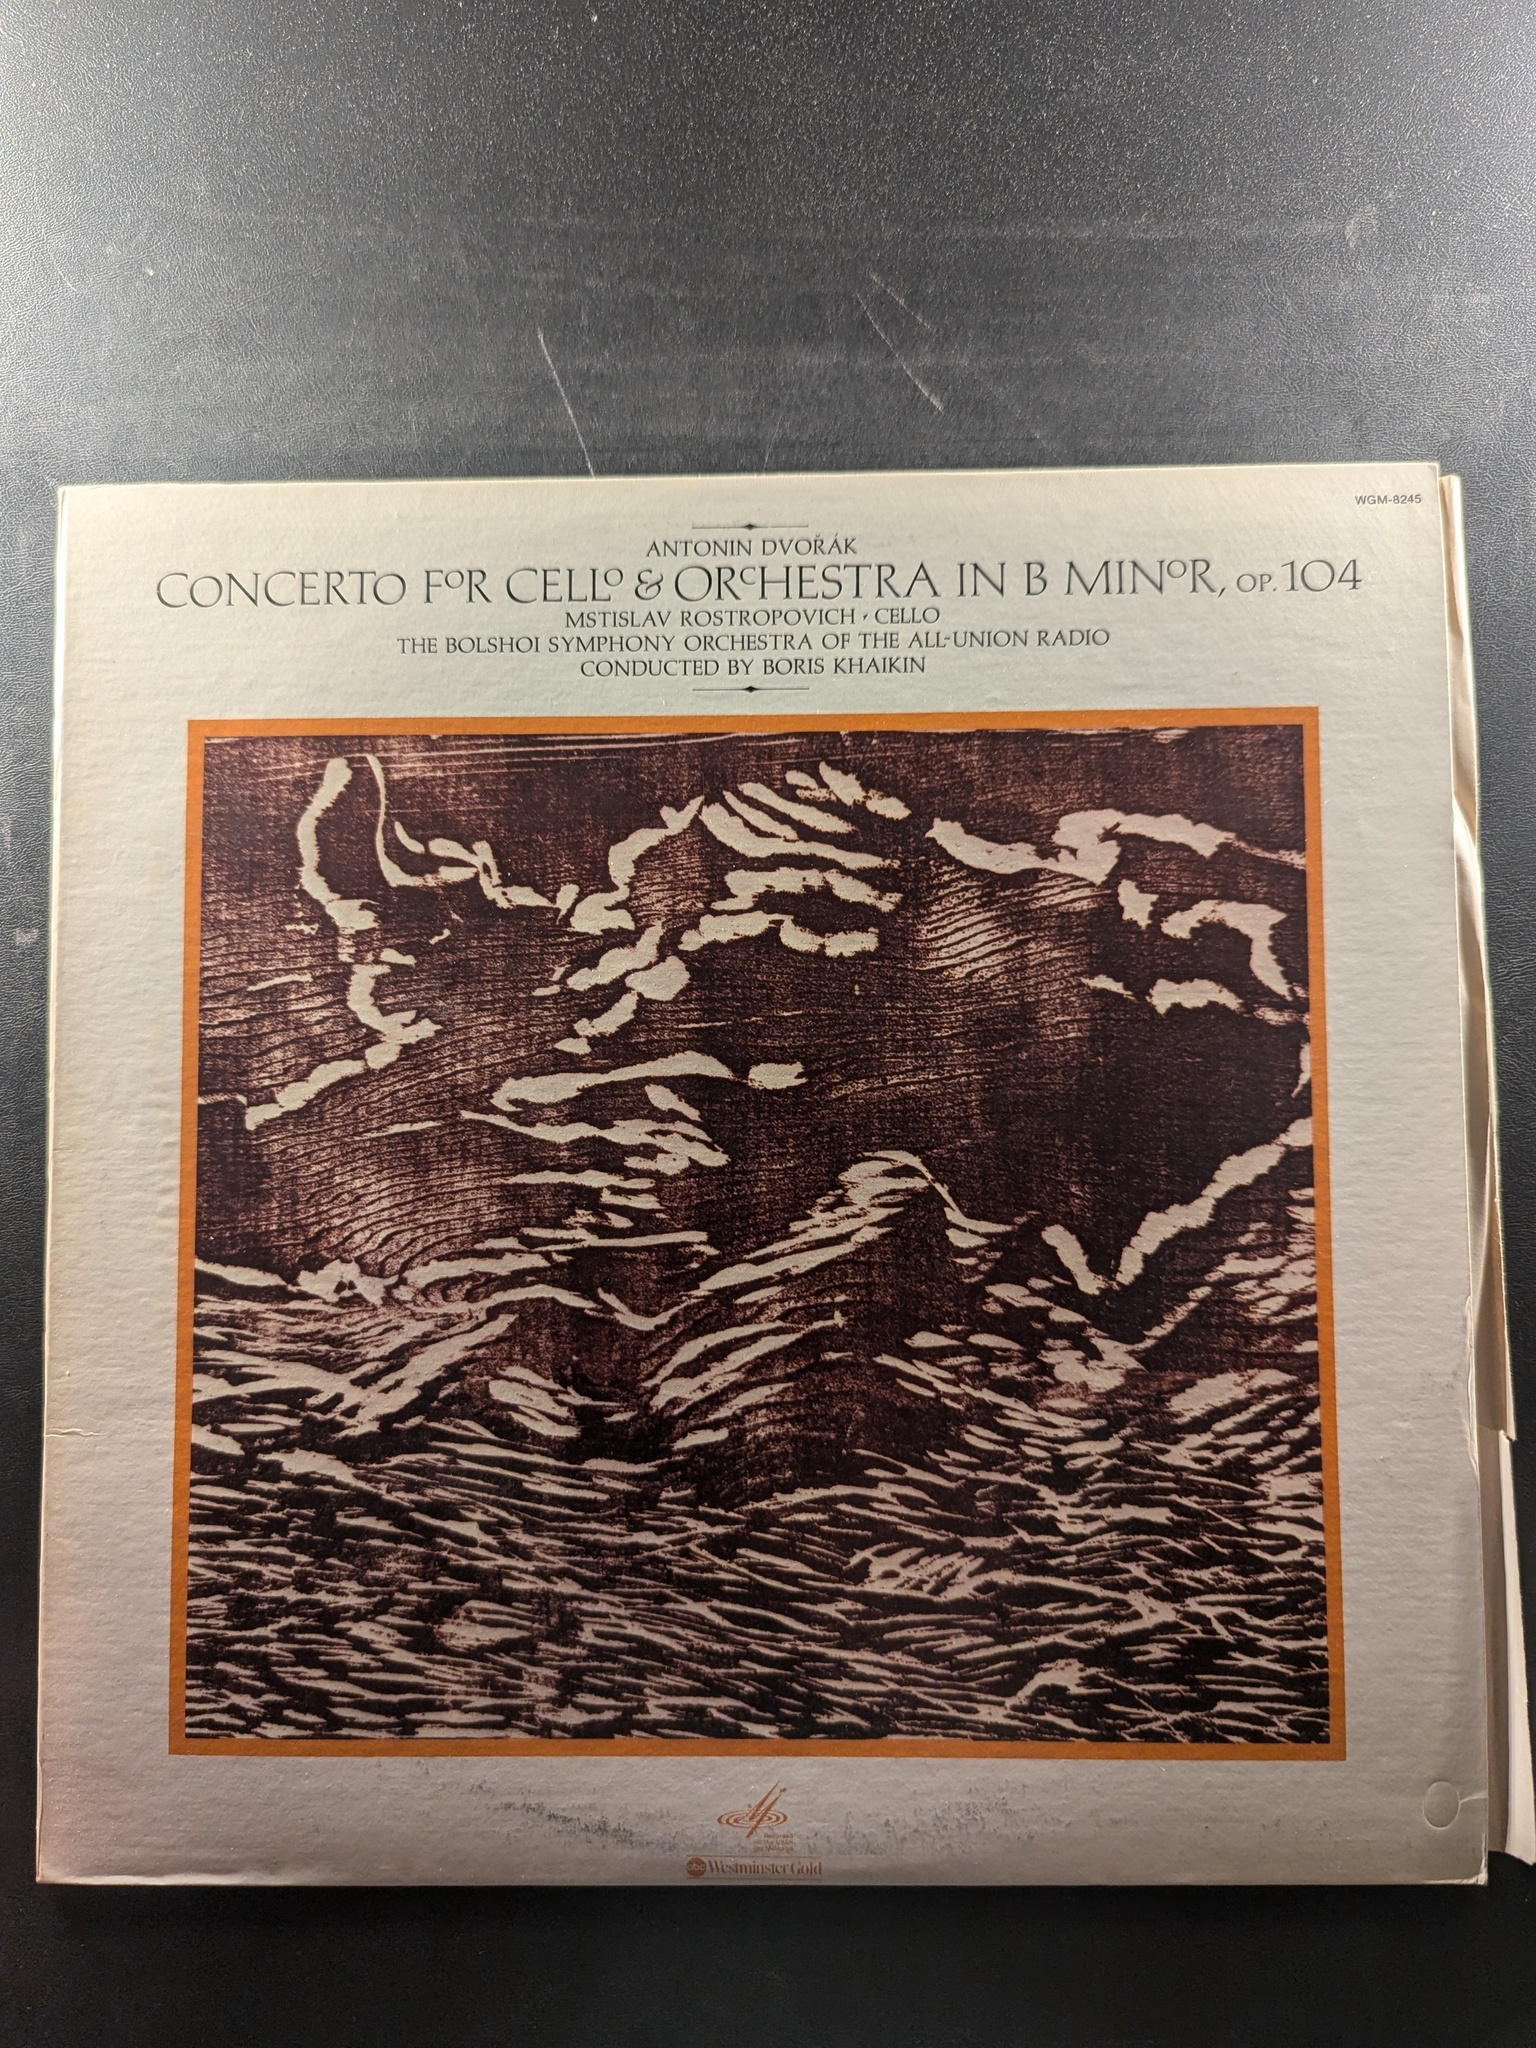 WGM-8245
ANTONIN DVOŘÁK
CONCERTO FOR CELLO & ORCHESTRA IN B MINOR, OP. 104
MSTISLAV ROSTROPOVICH · CELLO
THE BOLSHOI SYMPHONY ORCHESTRA OF THE ALL-UNION RADIO
CONDUCTED BY BORIS KHAIKIN
abc Westminster Gold